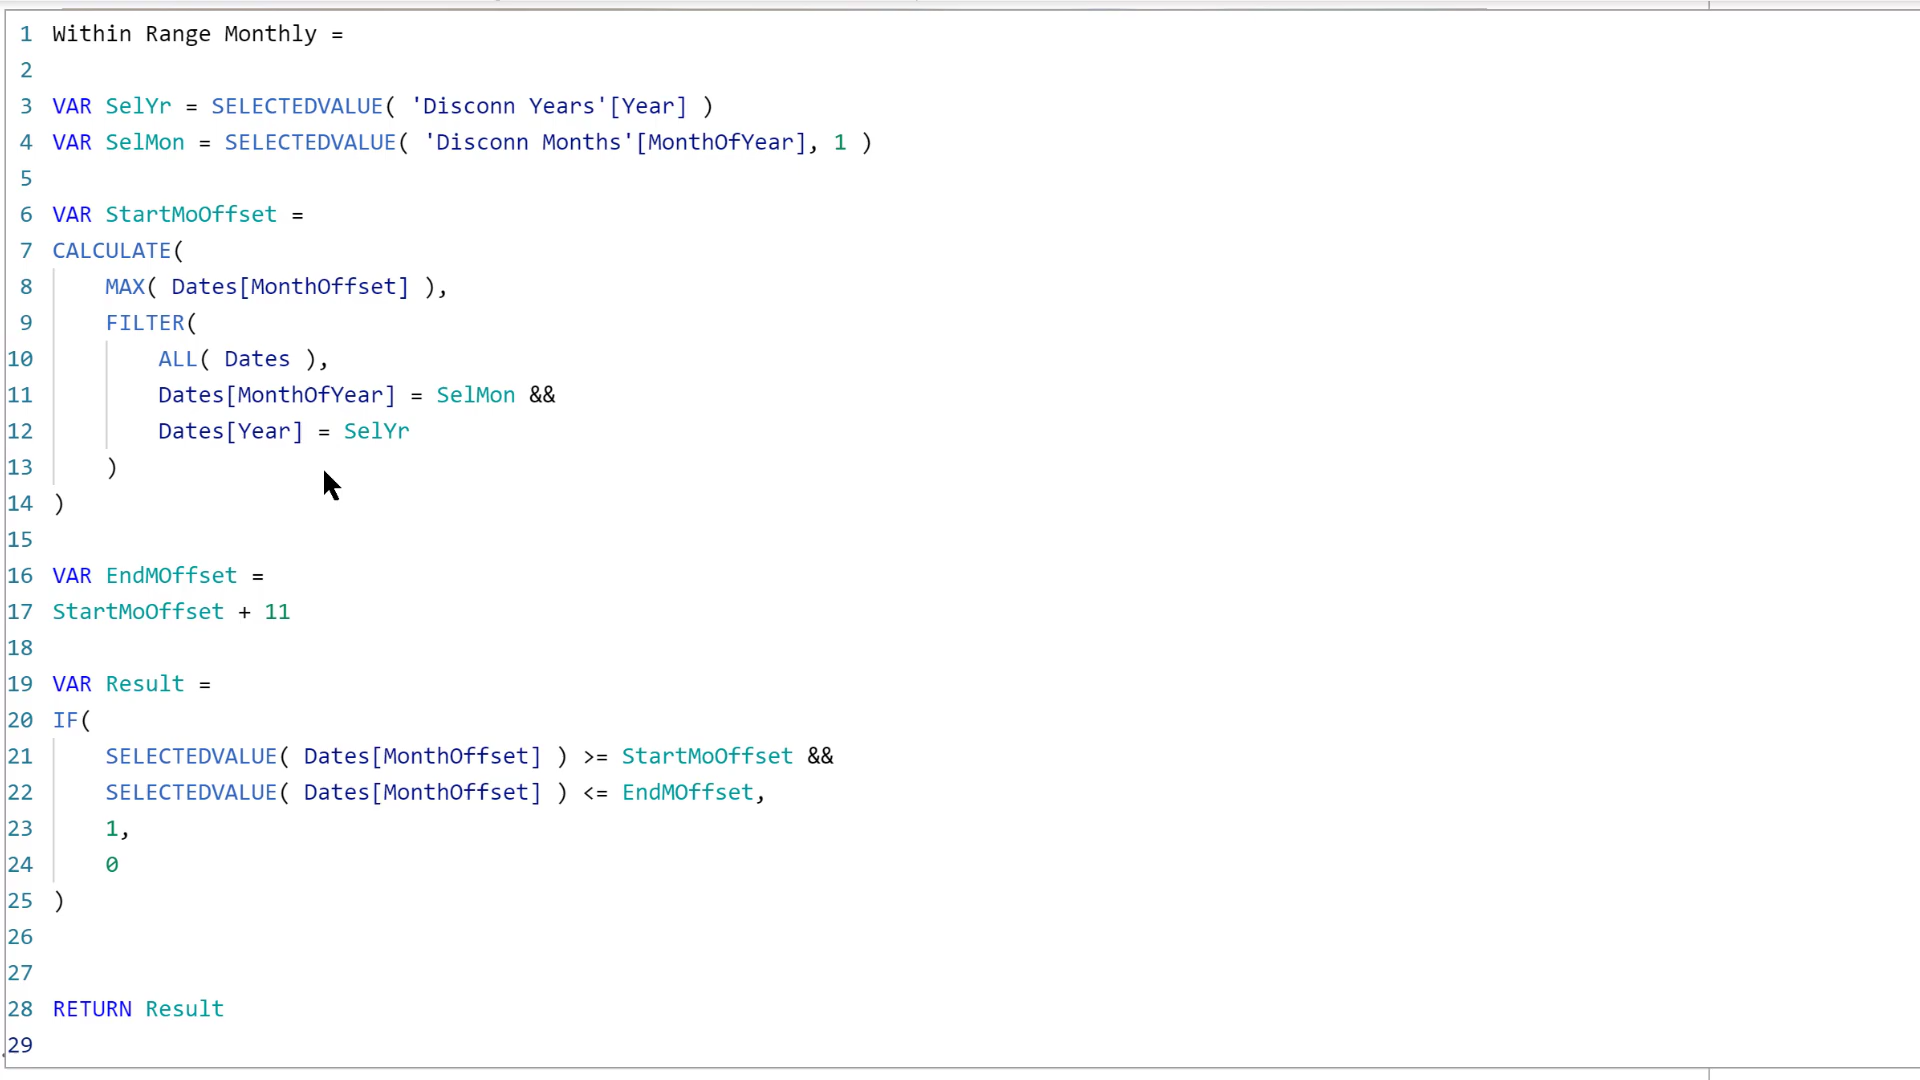 1 Within Range Monthly =
2
3 VAR SelYr = SELECTEDVALUE( 'Disconn Years'[Year] )
4 VAR SelMon = SELECTEDVALUE( 'Disconn Months'[MonthOfYear], 1 )
5
6 VAR StartMoOffset =
7 CALCULATE(
8     MAX( Dates[MonthOffset] ),
9     FILTER(
10         ALL( Dates ),
11         Dates[MonthOfYear] = SelMon &&
12         Dates[Year] = SelYr
13     )
14 )
15
16 VAR EndMOffset =
17 StartMoOffset + 11
18
19 VAR Result =
20 IF(
21     SELECTEDVALUE( Dates[MonthOffset] ) >= StartMoOffset &&
22     SELECTEDVALUE( Dates[MonthOffset] ) <= EndMOffset,
23     1,
24     0
25 )
26
27
28 RETURN Result
29